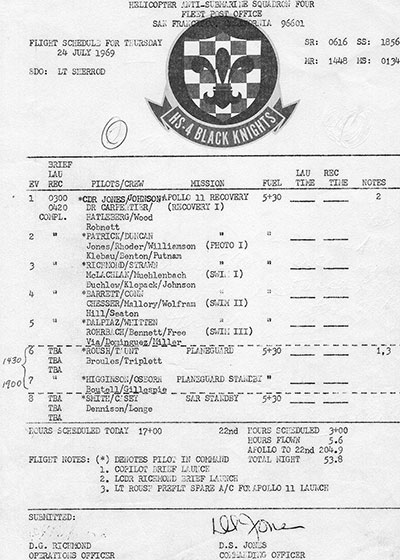 HELICOPTER ANTI-SUBMARINE SQUADRON FOUR
FLEET POST OFFICE
SAN FRANCISCO CALIFORNIA 96601
FLIGHT SCHEDULE FOR THURSDAY
24 JULY 1969
SR: 0616 SS: 1856
MR: 1448 MS: 0134
SDO: LT SHERROD
HS-4 BLACK KNIGHTS
BRIEF
LAU LAU REC
EV REC PILOTS/CREW MISSION FUEL TIME TIME NOTES
1 0300 *CDR JONES/JOHNSON APOLLO 11 RECOVERY 5+30 2
0420 DR CARPENTIER/ (RECOVERY I)
COMPL. HATLEBERG/Wood
Robnett
2 " *PATRICK/DUNCAN " "
Jones/Rhoder/Williamson (PHOTO I)
Klebau/Benton/Putnam
3 " *RICHMOND/STRAWN " "
McLACHLAN/Muehlenbach (SWIM I)
Buchlew/Klepack/Johnson
4 " *BARRETT/CONN " "
CHESSER/Mallory/Wolfram (SWIM II)
Hill/Seaton
5 " *DALPIAZ/WHITTEN " "
ROHRBACH/Bennett/Free (SWIM III)
Via/Dominguez/Miller
6 TBA *ROUSH/ PLANEGUARD 5+30 1,3
1430 TBA Broules/Triplett
TBA
1900 7 " *HIGGINSON/OSBORN PLANEGUARD STANDBY "
Boutell/Gillespie
8 TBA *SMITH/CASEY SAR STANDBY 5+30
TBA Dennison/Longe
TBA
HOURS SCHEDULED TODAY 17+00 22nd HOURS SCHEDULED 3+00
HOURS FLOWN 5.6
APOLLO TO 22nd 204.9
FLIGHT NOTES: (*) DENOTES PILOT IN COMMAND TOTAL NIGHT 53.8
1. COPILOT BRIEF LAUNCH
2. LCDR RICHMOND BRIEF LAUNCH
3. LT ROUSH PREFLT SPARE A/C FOR APOLLO 11 LAUNCH
SUBMITTED:
DS Jones
D.G. RICHMOND D.S. JONES
OPERATIONS OFFICER COMMANDING OFFICER